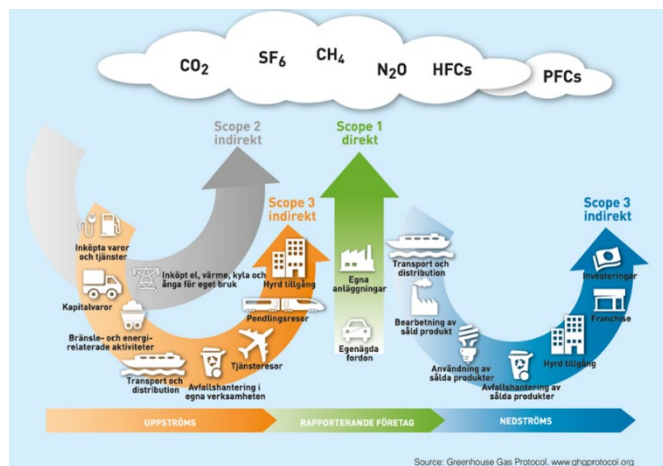 CO2
SF6
CH4
N2O
HFCs
PFCs
Scope 2
indirekt
Scope 1
direkt
Scope 3
indirekt
Scope 3
indirekt
Inköpta varor
och tjänster
Kapitalvaror
Bränsle- och energi-
relaterade aktiviteter
Transport och
distribution
Avfallshantering i
egna verksamheten
Tjänsteresor
Pendlingsresor
Hyrd tillgång
Inköpt el, värme, kyla och
ånga för eget bruk
Egna
anläggningar
Egenägda
fordon
Transport och
distribution
Bearbetning av
såld produkt
Användning av
sålda produkter
Avfallshantering av
sålda produkter
Hyrd tillgång
Franchise
Investeringar
UPPSTRÖMS
RAPPORTERANDE FÖRETAG
NEDSTRÖMS
Source: Greenhouse Gas Protocol, www.ghgprotocol.org